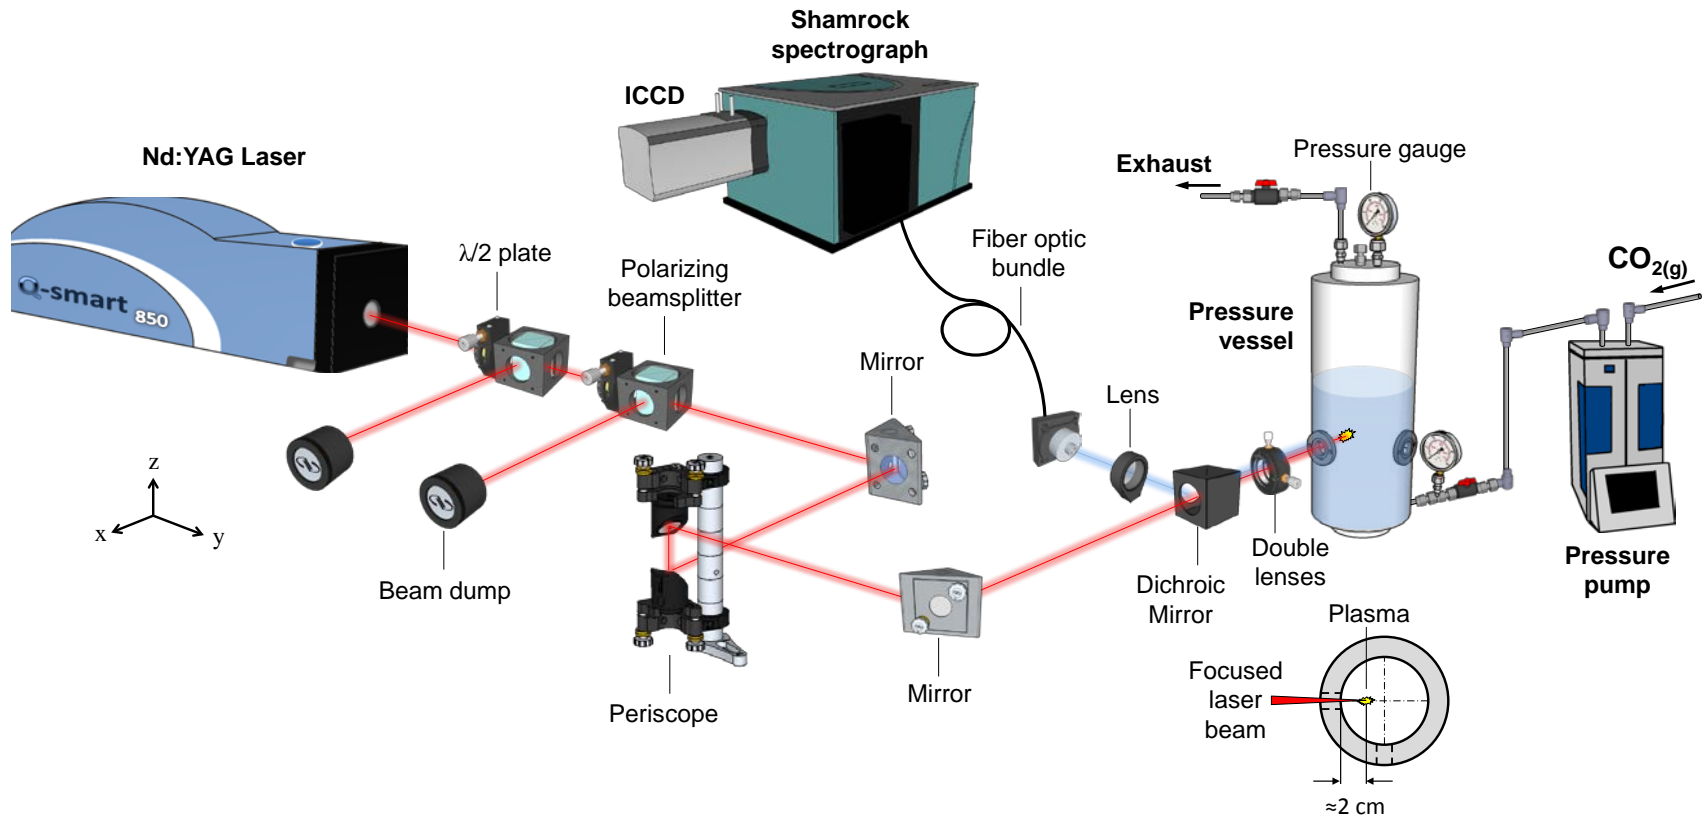 Shamrock
spectrograph
ICCD
Nd:YAG Laser
Exhaust
Pressure gauge
λ/2 plate
Polarizing
beamsplitter
Fiber optic
bundle
CO2(g)
Q-smart 850
Pressure
vessel
Mirror
Lens
z
x
y
Beam dump
Double
lenses
Dichroic
Mirror
Pressure
pump
Plasma
Periscope
Mirror
Focused
laser
beam
≈2 cm